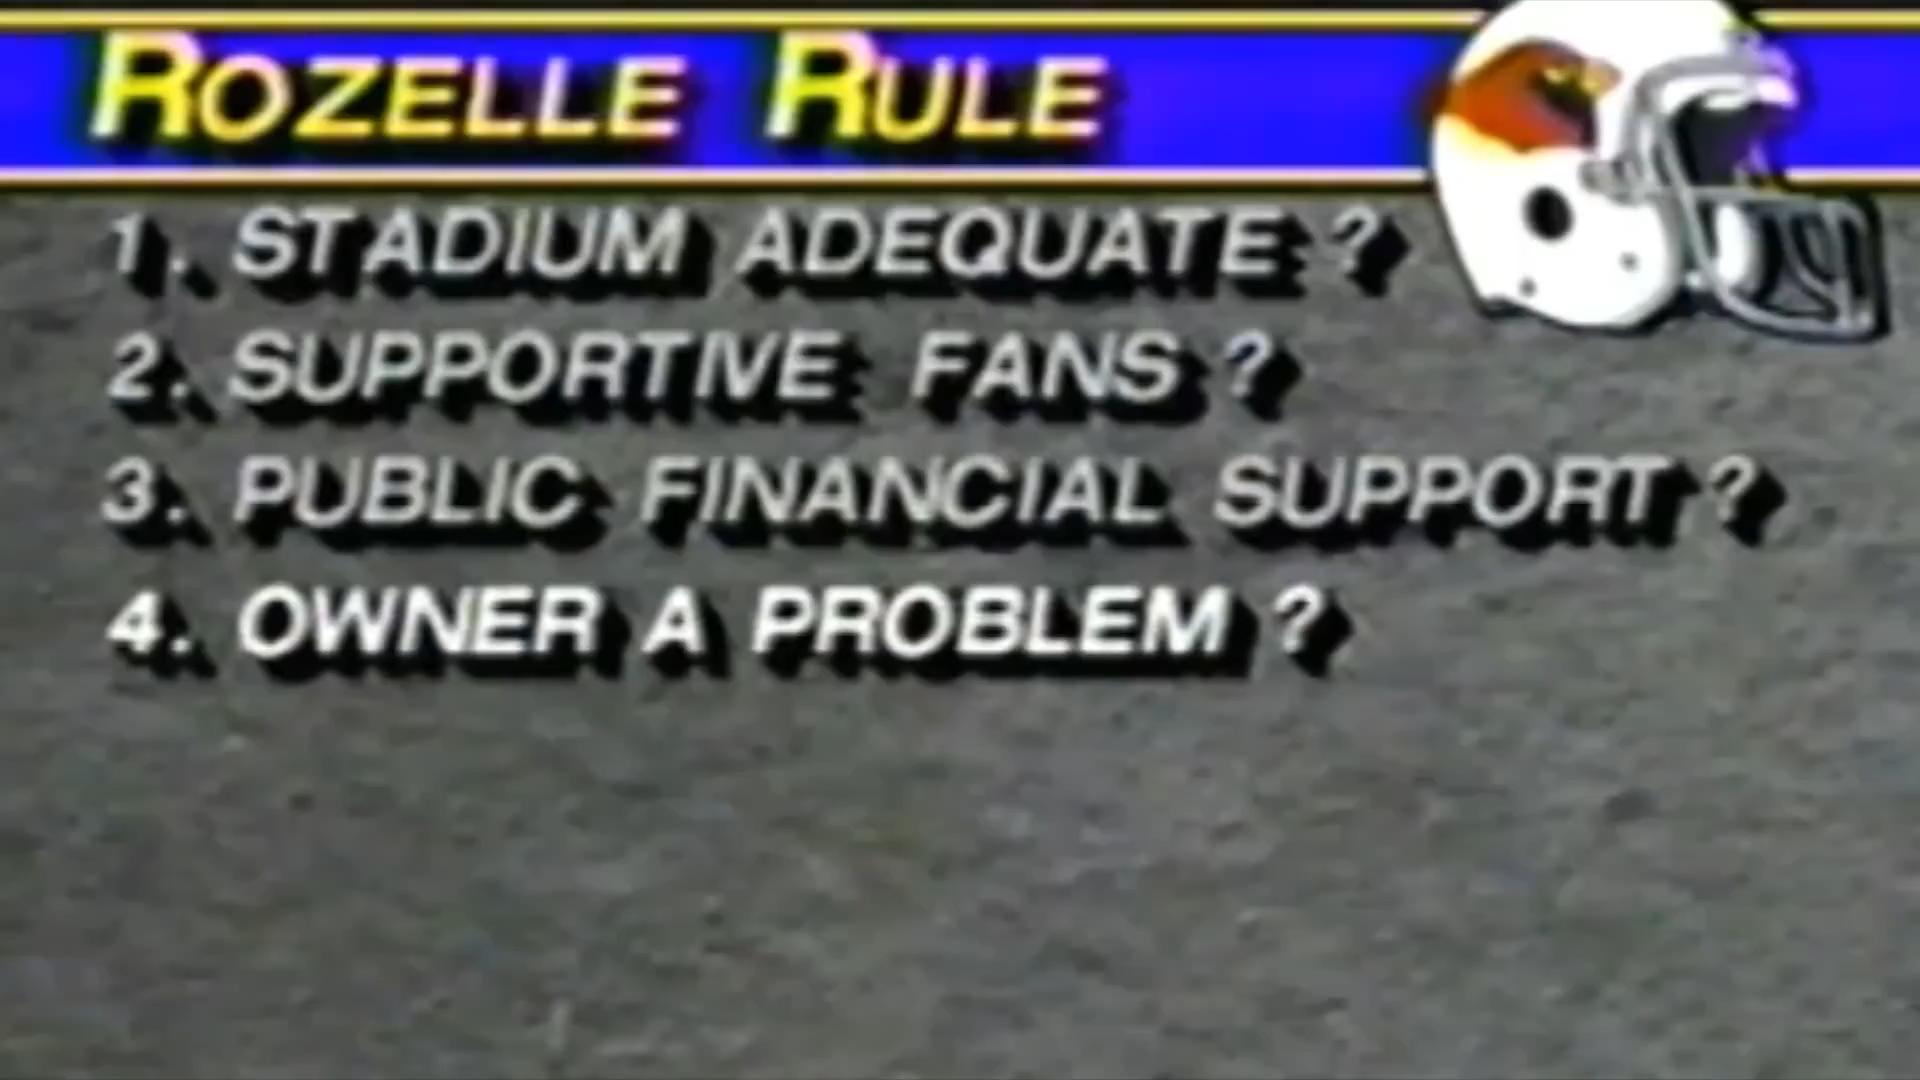 ROZELLE RULE
1. STADIUM ADEQUATE ?
2. SUPPORTIVE FANS ?
3. PUBLIC FINANCIAL SUPPORT ?
4. OWNER A PROBLEM ?